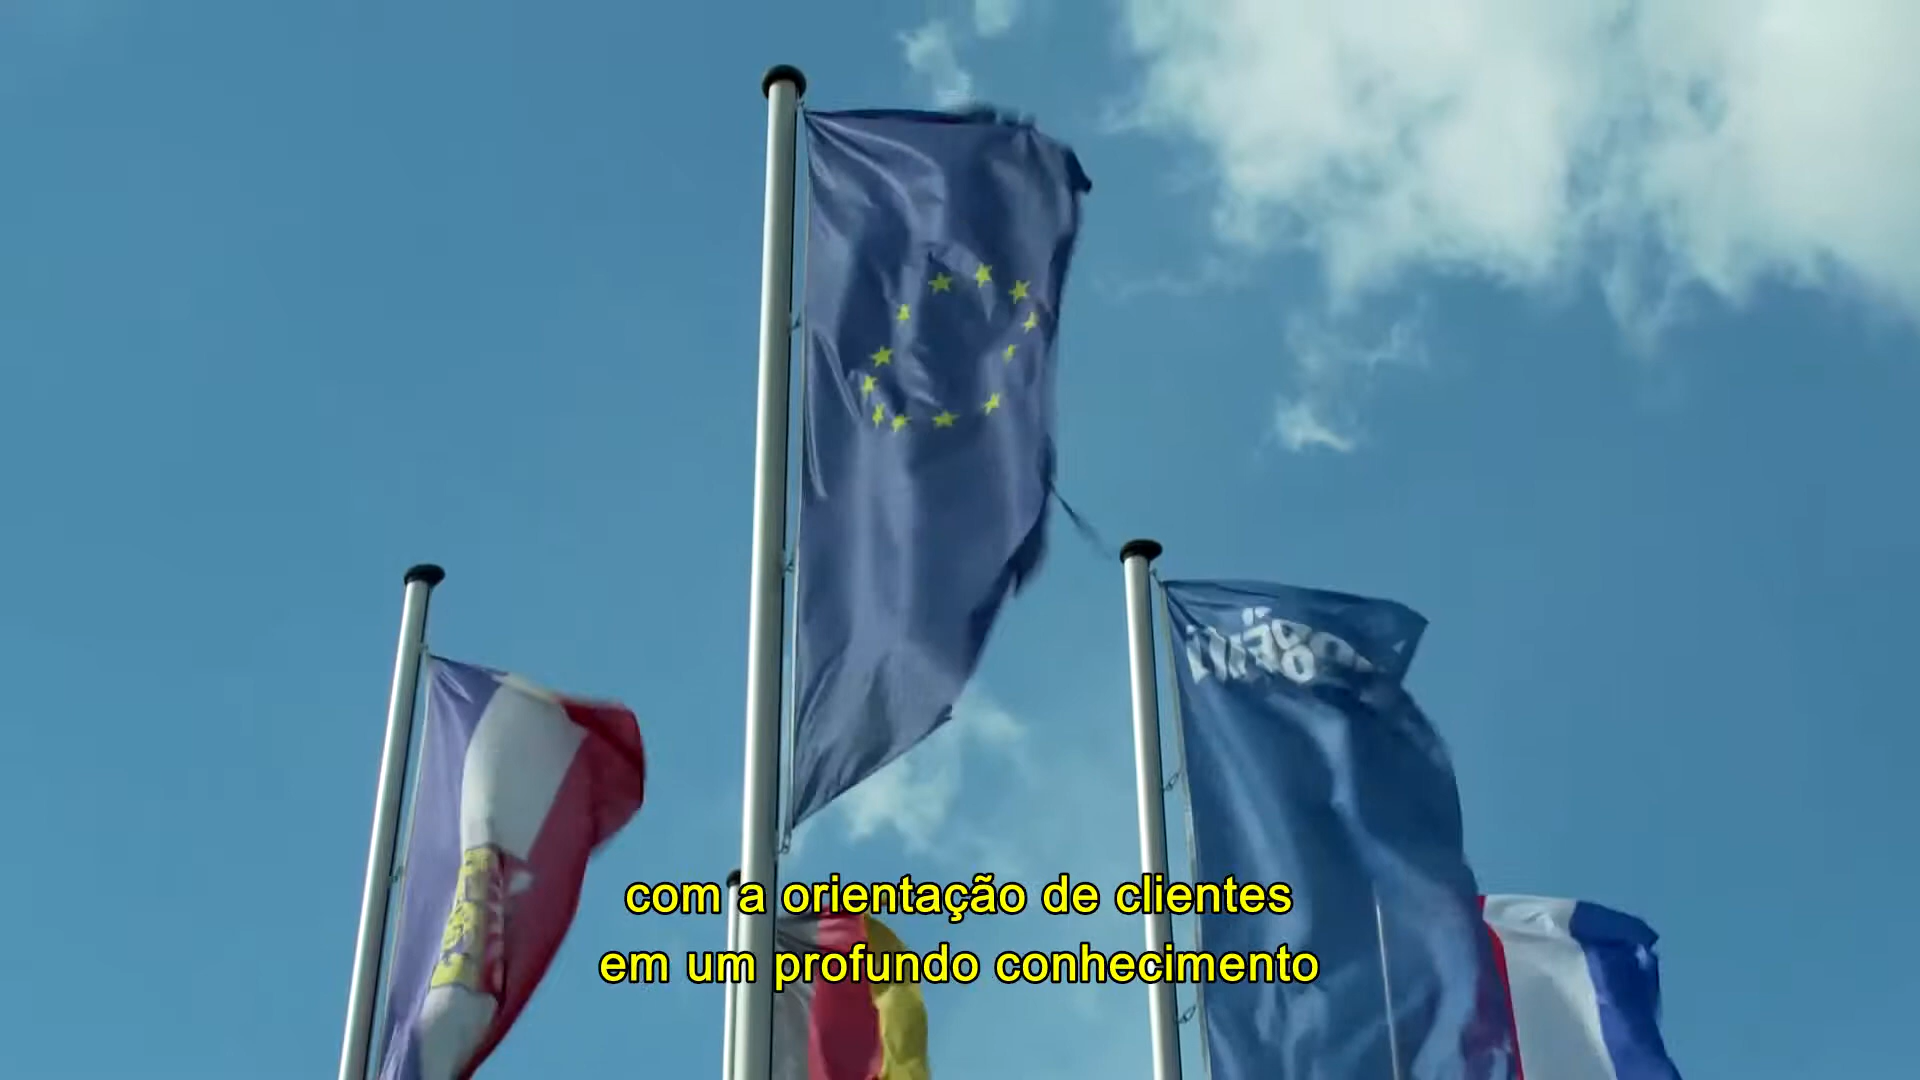 com a orientação de clientes
em um profundo conhecimento